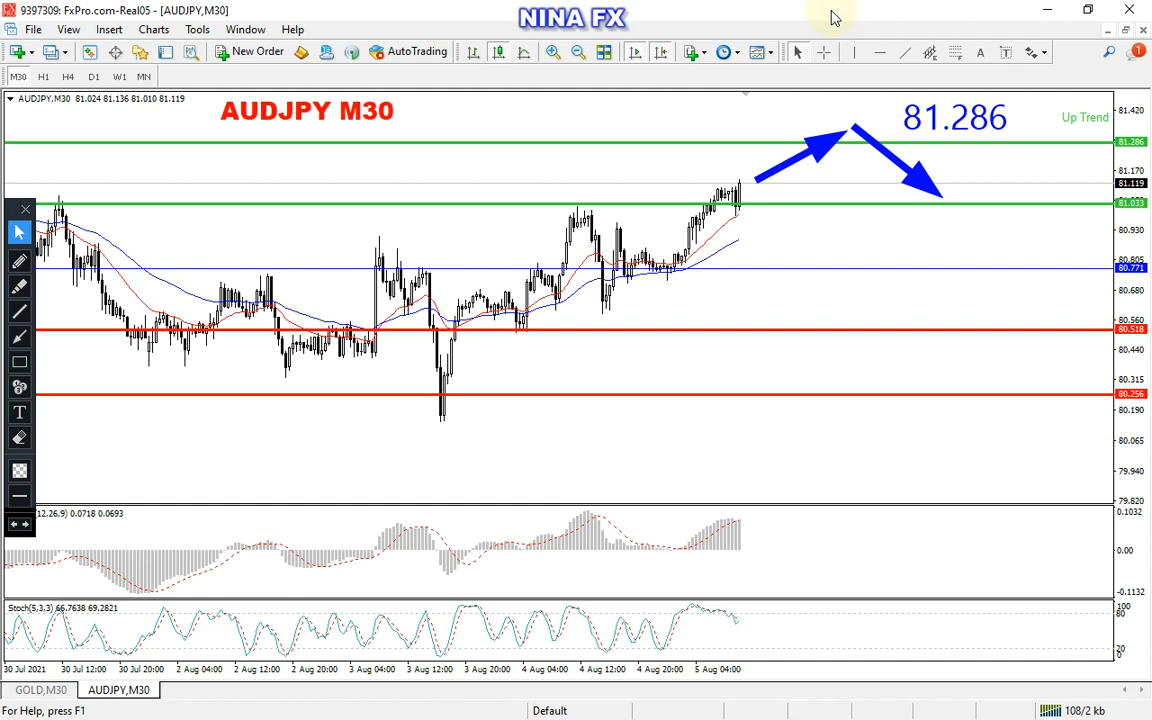 9397309: FxPro.com-Real05 - [AUDJPY,M30]
NINA FX
File View Insert Charts Tools Window Help
New Order AutoTrading
A T
1
M30 H1 H4 D1 W1 MN
AUDJPY,M30 81.024 81.136 81.010 81.119
AUDJPY M30
81.286
Up Trend
81.420
81.286
81.170
81.119
81.033
80.930
80.805
80.771
80.680
80.560
80.518
80.440
80.315
80.256
80.190
80.065
79.940
79.820
T
12,26,9) 0.0718 0.0693
0.1032
0.00
-0.1132
Stoch(5,3,3) 66.7638 69.2821
100
80
20
0
30 Jul 2021 30 Jul 12:00 30 Jul 20:00 2 Aug 04:00 2 Aug 12:00 2 Aug 20:00 3 Aug 04:00 3 Aug 12:00 3 Aug 20:00 4 Aug 04:00 4 Aug 12:00 4 Aug 20:00 5 Aug 04:00
GOLD,M30 AUDJPY,M30
For Help, press F1 Default 108/2 kb